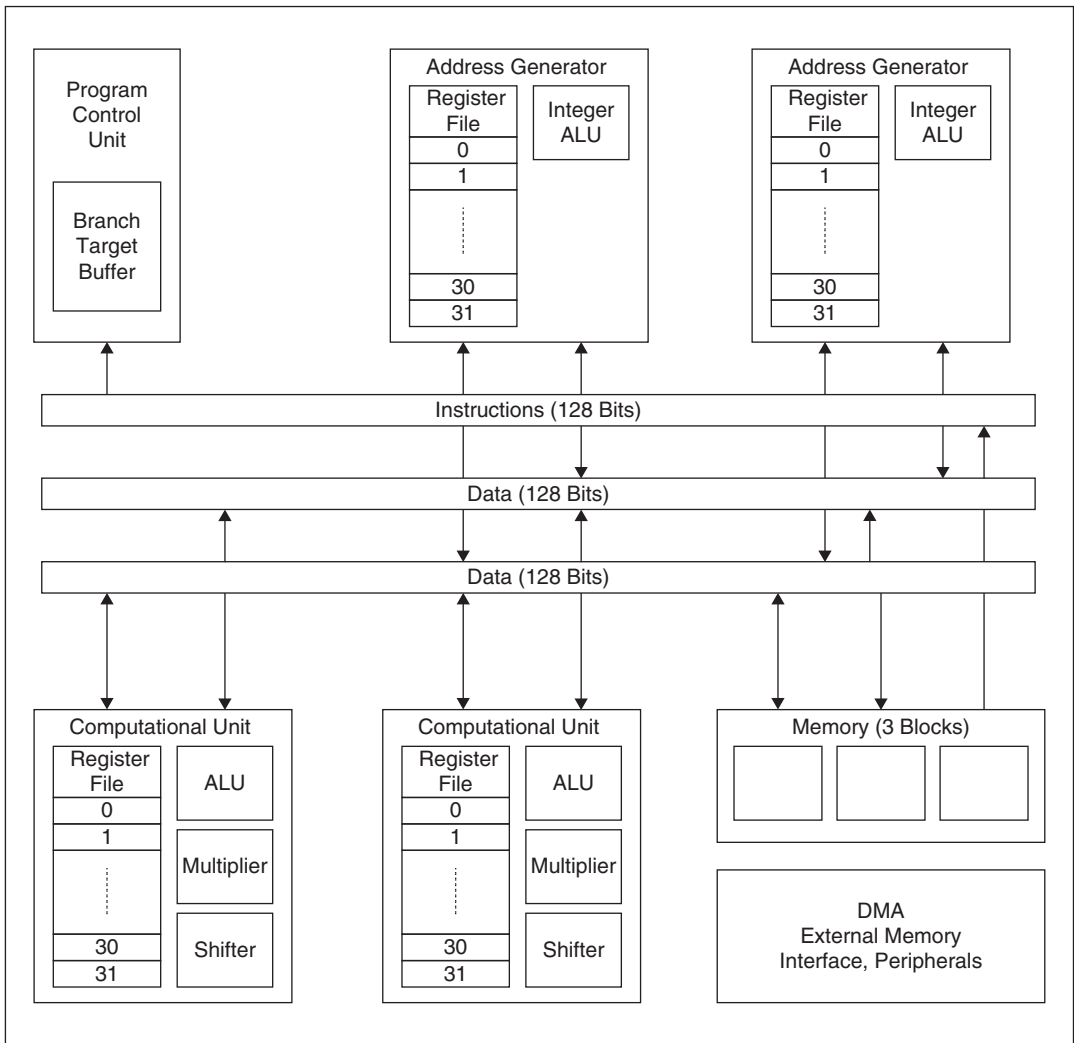 Program
Control
Unit
Branch
Target
Buffer
Address Generator
Register
File
0
1
30
31
Integer
ALU
Address Generator
Register
File
0
1
30
31
Integer
ALU
Instructions (128 Bits)
Data (128 Bits)
Data (128 Bits)
Computational Unit
Register
File
0
1
30
31
ALU
Multiplier
Shifter
Computational Unit
Register
File
0
1
30
31
ALU
Multiplier
Shifter
Memory (3 Blocks)
DMA
External Memory
Interface, Peripherals